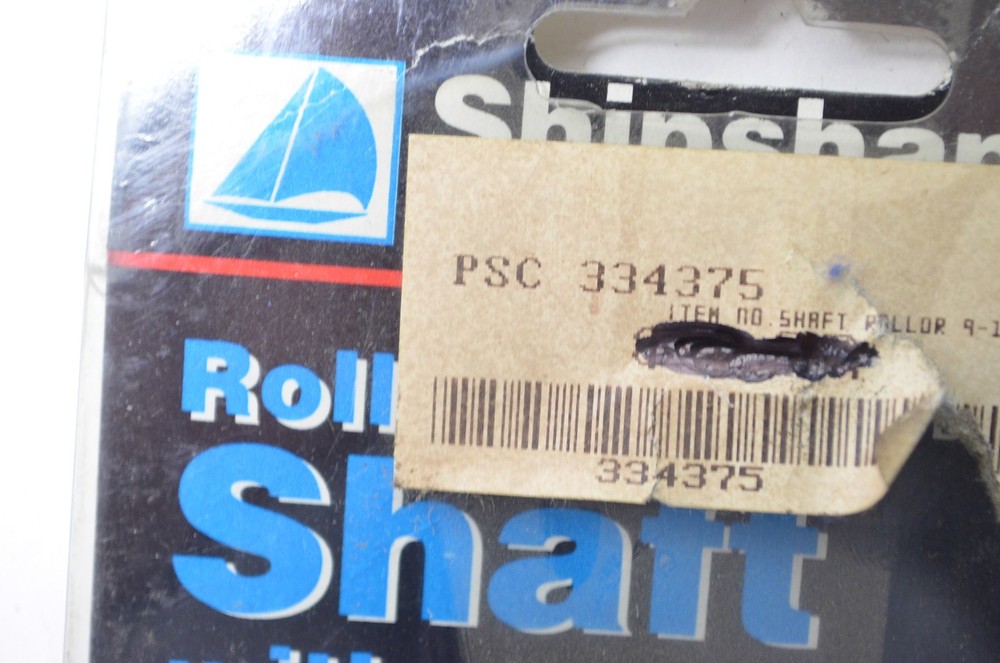 Shipshap
PSC 334375
ITEM NO. SHAFT ROLLOR 9-1
334375
Roll
Shaft